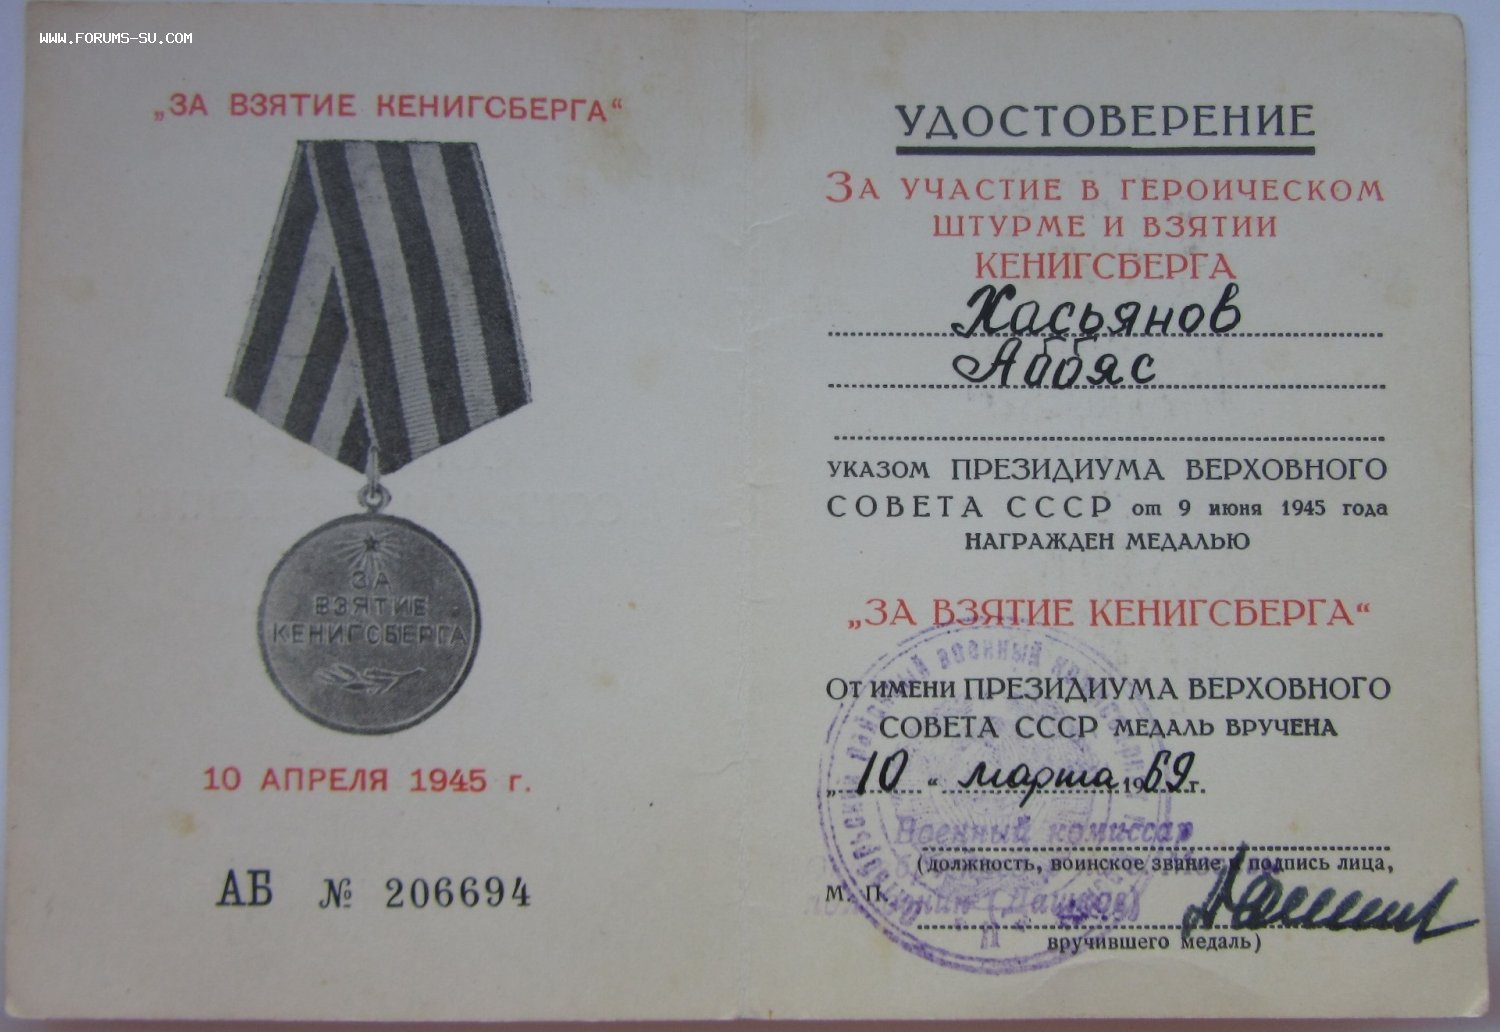 WWW.FORUMS-SU.COM
„ЗА ВЗЯТИЕ КЕНИГСБЕРГА“
ЗА
ВЗЯТИЕ
КЕНИГСБЕРГА
10 АПРЕЛЯ 1945 г.
АБ № 206694
УДОСТОВЕРЕНИЕ
ЗА УЧАСТИЕ В ГЕРОИЧЕСКОМ
ШТУРМЕ И ВЗЯТИИ
КЕНИГСБЕРГА
Хасьянов
Аббяс
УКАЗОМ ПРЕЗИДИУМА ВЕРХОВНОГО
СОВЕТА СССР от 9 июня 1945 года
НАГРАЖДЕН МЕДАЛЬЮ
„ЗА ВЗЯТИЕ КЕНИГСБЕРГА“
ОТ ИМЕНИ ПРЕЗИДИУМА ВЕРХОВНОГО
СОВЕТА СССР МЕДАЛЬ ВРУЧЕНА
„10“ марта 1969 г.
Военный комиссар
(должность, воинское звание и подпись лица,
М. П.
(Дашков)
вручившего медаль)
районный военный